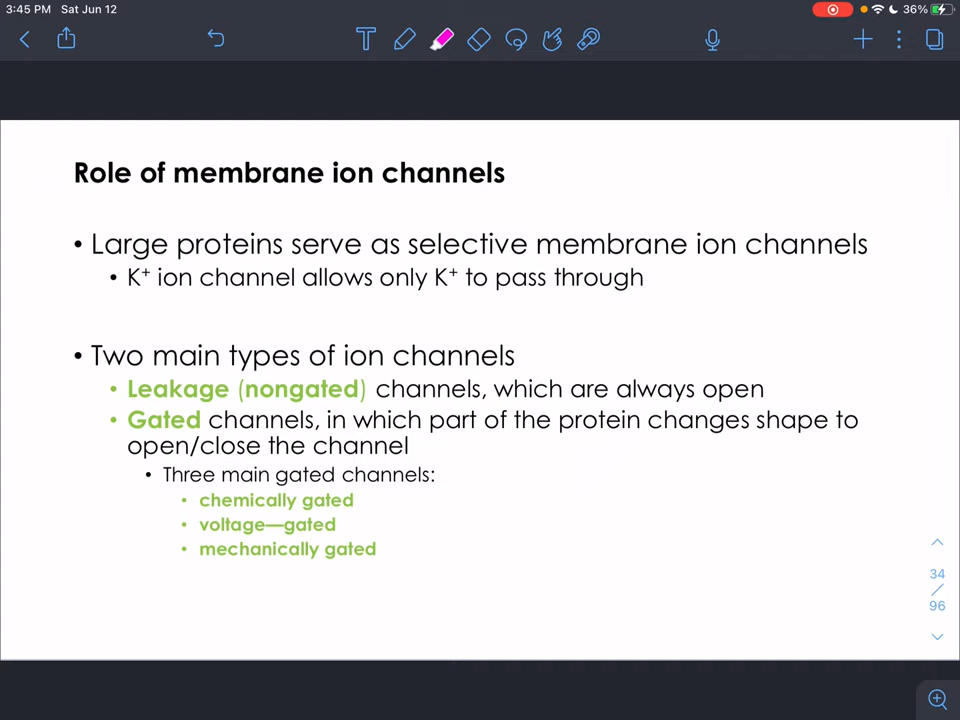 3:45 PM Sat Jun 12
36%
T
Role of membrane ion channels
• Large proteins serve as selective membrane ion channels
• K⁺ ion channel allows only K⁺ to pass through
• Two main types of ion channels
• Leakage (nongated) channels, which are always open
• Gated channels, in which part of the protein changes shape to
open/close the channel
• Three main gated channels:
• chemically gated
• voltage—gated
• mechanically gated
34
/
96